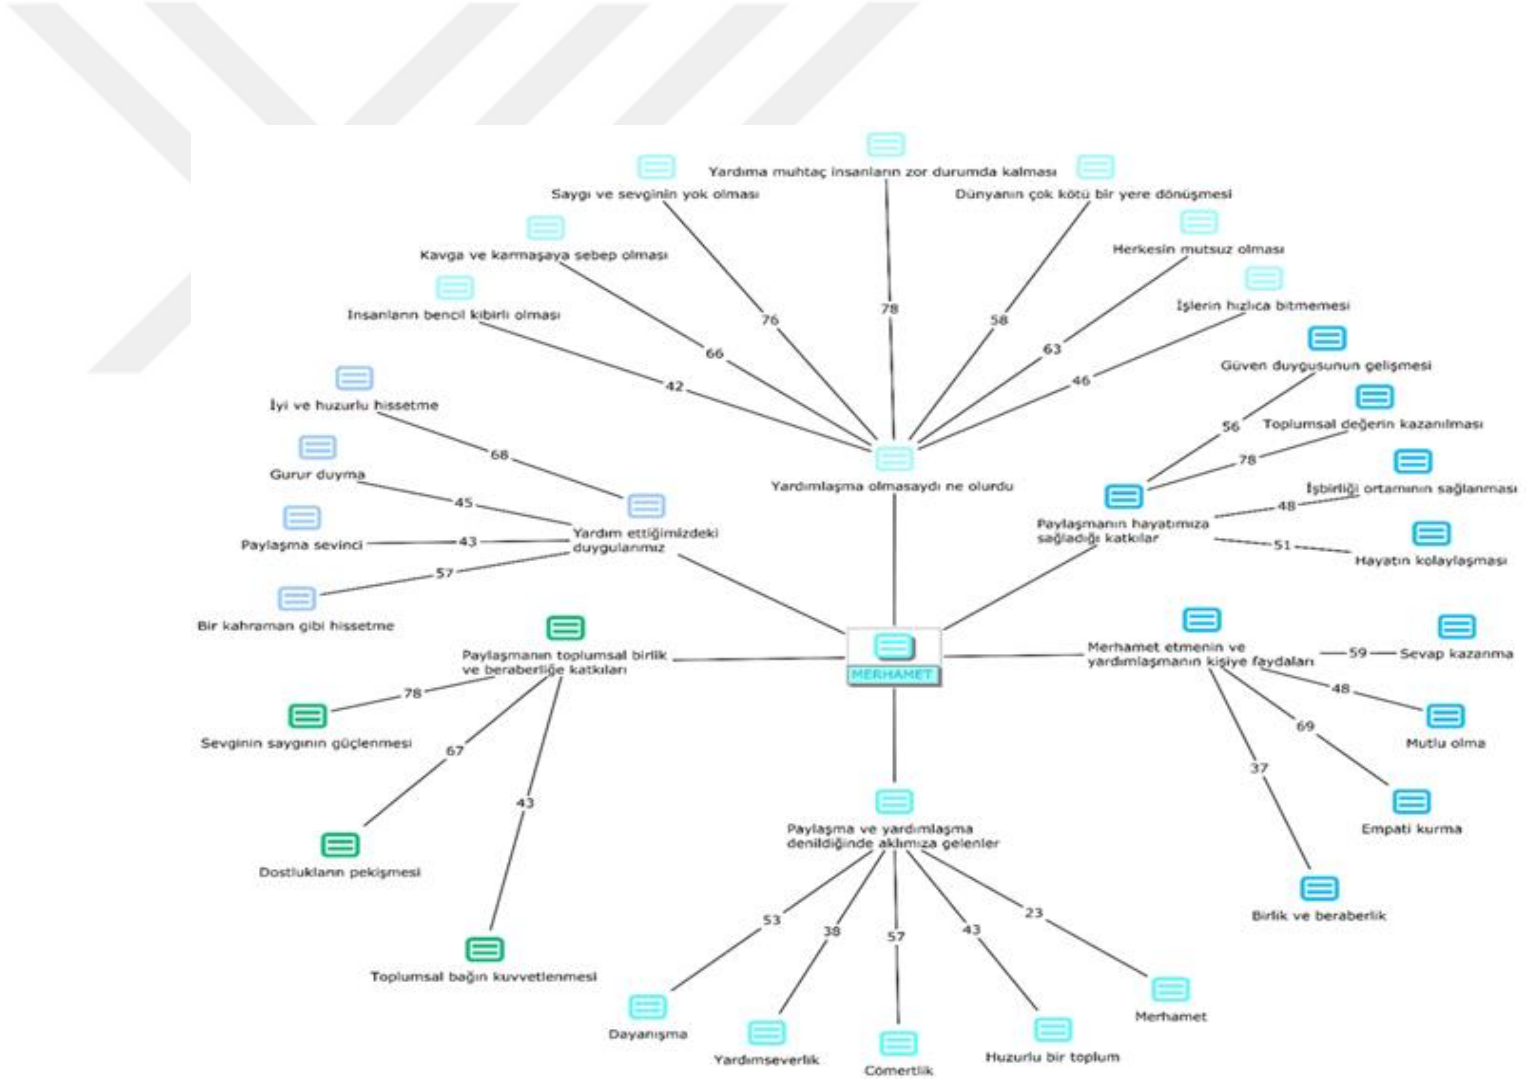 Yardıma muhtaç insanların zor durumda kalması
Saygı ve sevginin yok olması
Dünyanın çok kötü bir yere dönüşmesi
Kavga ve karmaşaya sebep olması
Herkesin mutsuz olması
İnsanların bencil kibirli olması
İşlerin hızlıca bitmemesi
76
78
58
66
63
42
46
Yardımlaşma olmasaydı ne olurdu
Güven duygusunun gelişmesi
56
Toplumsal değerin kazanılması
78
İşbirliği ortamının sağlanması
48
Paylaşmanın hayatımıza
sağladığı katkılar
51
Hayatın kolaylaşması
İyi ve huzurlu hissetme
68
Gurur duyma
45
Yardım ettiğimizdeki
duygularımız
Paylaşma sevinci
43
57
Bir kahraman gibi hissetme
MERHAMET
Paylaşmanın toplumsal birlik
ve beraberliğe katkıları
78
Sevginin saygının güçlenmesi
67
43
Dostlukların pekişmesi
Toplumsal bağın kuvvetlenmesi
Merhamet etmenin ve
yardımlaşmanın kişiye faydaları
59
Sevap kazanma
48
Mutlu olma
69
Empati kurma
37
Birlik ve beraberlik
Paylaşma ve yardımlaşma
denildiğinde aklımıza gelenler
53
38
57
43
23
Dayanışma
Yardımseverlik
Cömertlik
Huzurlu bir toplum
Merhamet